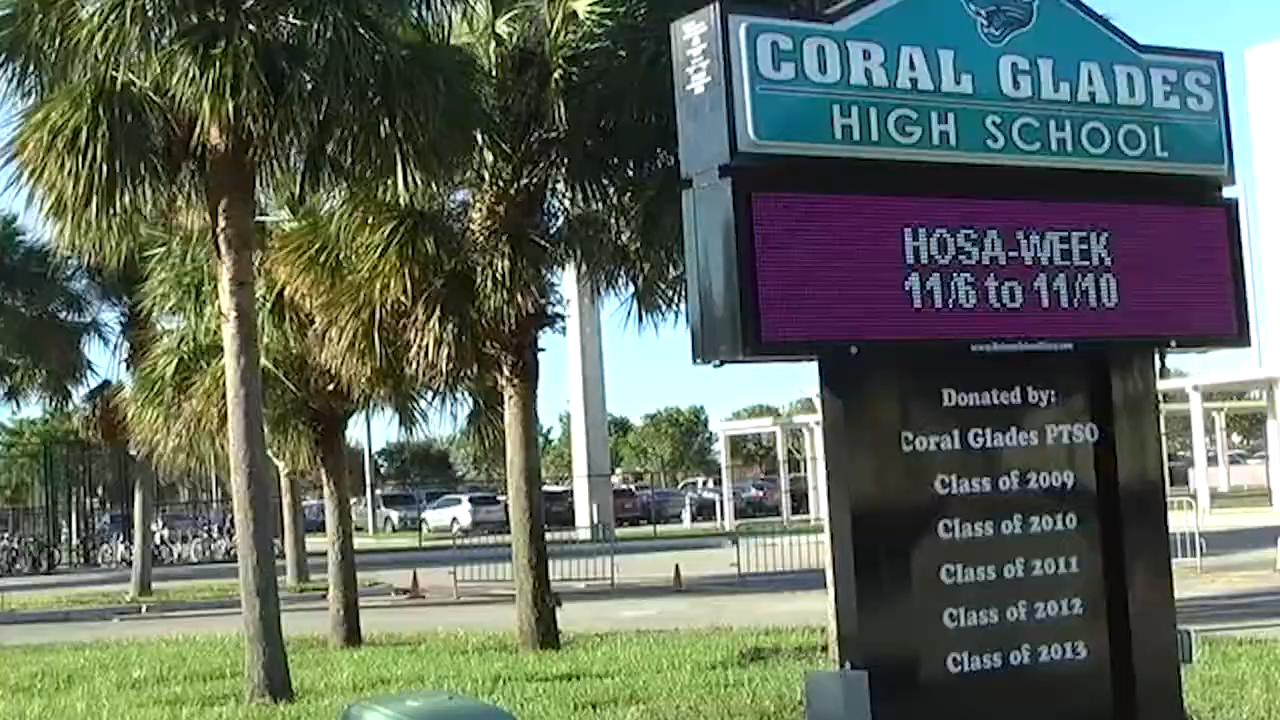 CORAL GLADES
HIGH SCHOOL
HOSA-WEEK
11/6 to 11/10
Donated by:
Coral Glades PTSO
Class of 2009
Class of 2010
Class of 2011
Class of 2012
Class of 2013